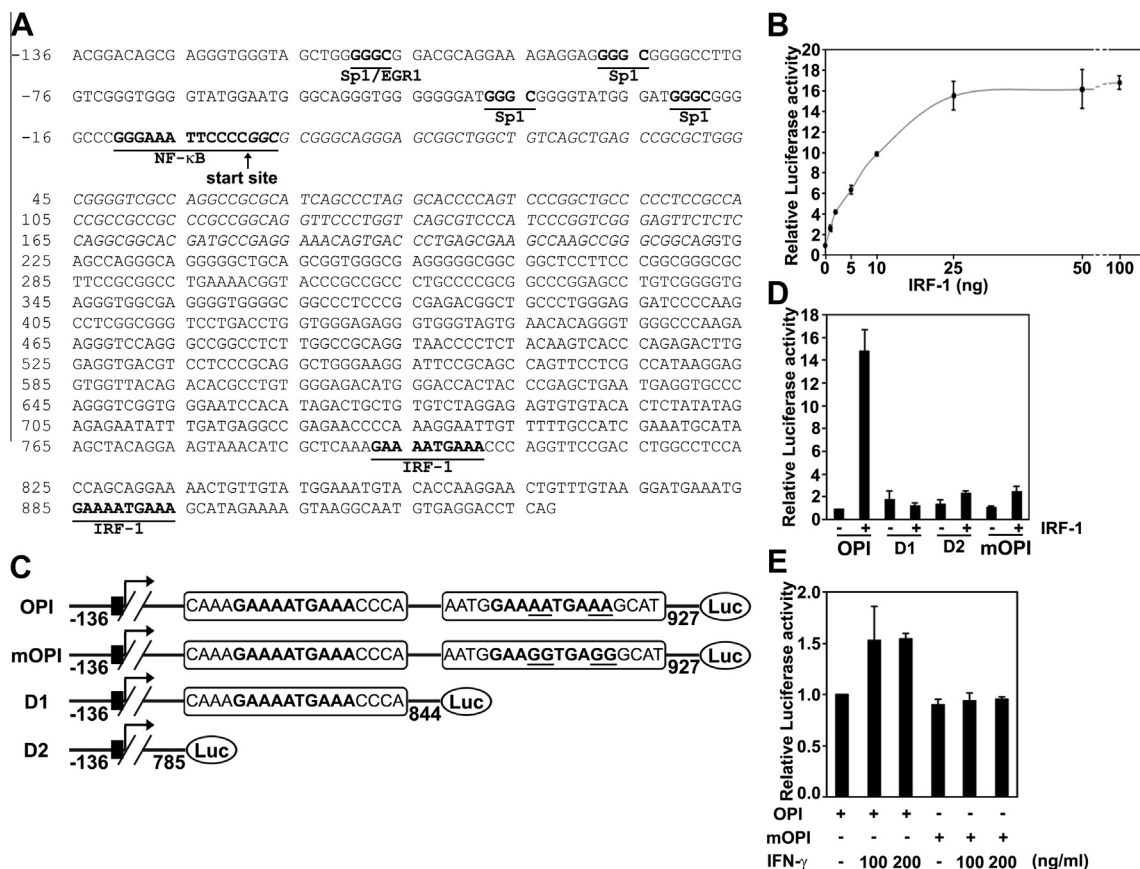 A
-136 ACGGACAGCG AGGGTGGGTA GCTGGGGGCG GACGCAGGAA AGAGGAGGGG CGGGGCCTTG
Sp1/EGR1 Sp1
-76 GTCGGGTGGG GTATGGAATG GGCAGGGTGG GGGGGATGGG CGGGGTATGG GATGGGCGGG
Sp1 Sp1
-16 GCCCGGGAAA TTCCCCGGCG GCGGGCAGGGA GCGGCTGGCT GTCAGCTGAG CCGCGCTGGG
NF-κB
start site
45 CGGGGTCGCC AGGCCGCGCA TCAGCCCTAG GCACCCCAGT CCCGGCTGCC CCCTCCGCCA
105 CCGCCGCCGC CCGCCGGCAG GGTTCCCTGGT CAGCGTCCCA TCCCGGTCGG GAGTTCTCTC
165 CAGGCGGCAC GATGCCGAGG AAACAGTGAC CCTGAGCGAA GCCAAGCCGG GCGGCAGGTG
225 AGCCAGGGCA GGGGGCTGCA GCGGTGGGCG AGGGGGCGGC GGCTCCTTCC CGGCGGGCGC
285 TTCCGCGGCC TGAAAACGGT ACCCGCCGCC CCTGCCCCGCG GCCCGGAGCC TGTCGGGGTG
345 AGGGTGGCGA GGGGTGGGGC GGCCCTCCCG CGAGACGGCT GCCCTGGGAG GATCCCCAAG
405 CCTCGGCGGG TCCTGACCTG GTGGGAGAGG GTGGGTAGTG AACACAGGGT GGGCCCAAGA
465 AGGGTCCAGG GCCGGCCTCT TTGGCCGCAGG TAACCCCTCT ACAAGTCACC CAGAGACTTG
525 GAGGTGACGT CCTCCCGCAG GCTGGGAAGG ATTCCGCAGC CAGTTCCTCG CCATAAGGAG
585 GTGGTTACAG ACACGCCTGT GGGAGACATG GGACCACTAC CCGAGCTGAA TGAGGTGCCC
645 AGGGTCGGTG GGAATCCACA TAGACTGCTG TGTCTAGGAG AGTGTGTACA CTCTATATAG
705 AGAGAATATT TGATGAGGCC GAGAACCCCA AAGGAATTGT TTTTGCCATC GAAATGCATA
765 AGCTACAGGA AGTAAACATC GCTCAAAGAA AATGAAACCC AGGTTCCGAC CTGGCCTCCA
IRF-1
825 CCAGCAGGAA AACTGTTGTA TGGAAATGTA CACCAAGGAA CTGTTTGTAA GGATGAAATG
885 GAAAATGAAA GCATAGAAAA GTAAGGCAAT GTGAGGACCT CAG
IRF-1
B
Relative Luciferase activity
20
18
16
14
12
10
8
6
4
2
0
0 5 10 25 50 100
IRF-1 (ng)
C
OPI -136 CAAAGAAAATGAAACCCA AATGGAAAATGAAAGCAT 927 Luc
mOPI -136 CAAAGAAAATGAAACCCA AATGGAAGGTGAGGGCAT 927 Luc
D1 -136 CAAAGAAAATGAAACCCA 844 Luc
D2 -136 785 Luc
D
Relative Luciferase activity
18
16
14
12
10
8
6
4
2
0
- + - + - + - + IRF-1
OPI D1 D2 mOPI
E
Relative Luciferase activity
2.0
1.5
1.0
0.5
0.0
OPI + + + - - -
mOPI - - - + + +
IFN-γ - 100 200 - 100 200 (ng/ml)